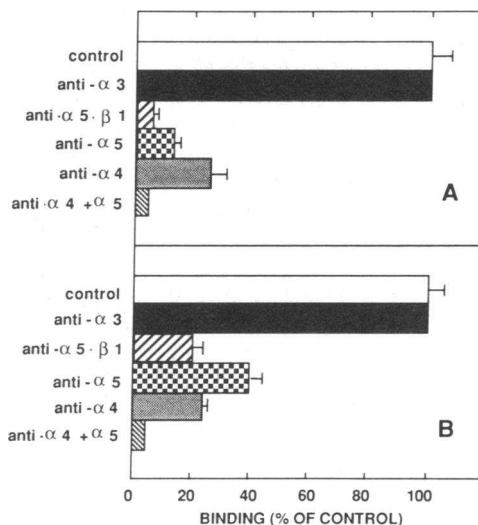 control
anti-α 3
anti-α 5·β 1
anti-α 5
anti-α 4
anti-α 4 +α 5
A
control
anti-α 3
anti-α 5·β 1
anti-α 5
anti-α 4
anti-α 4 +α 5
B
0 20 40 60 80 100
BINDING (% OF CONTROL)